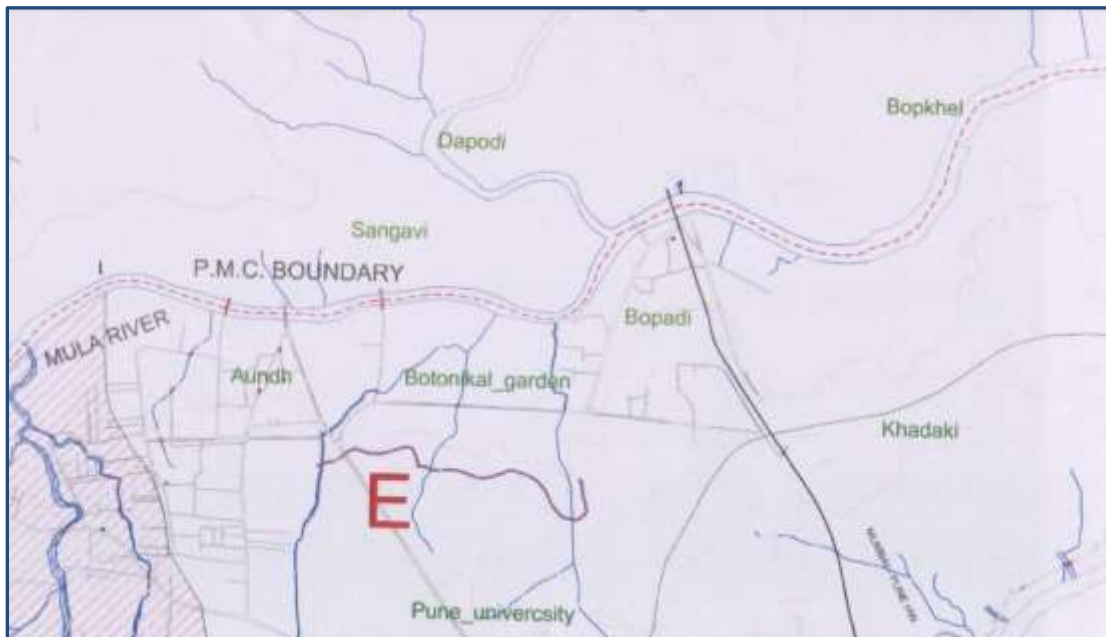 Bopkhel
Dapodi
Sangavi
P.M.C. BOUNDARY
MULA RIVER
Bopadi
Aundh
Botonikal_garden
Khadaki
E
Pune_univercsity